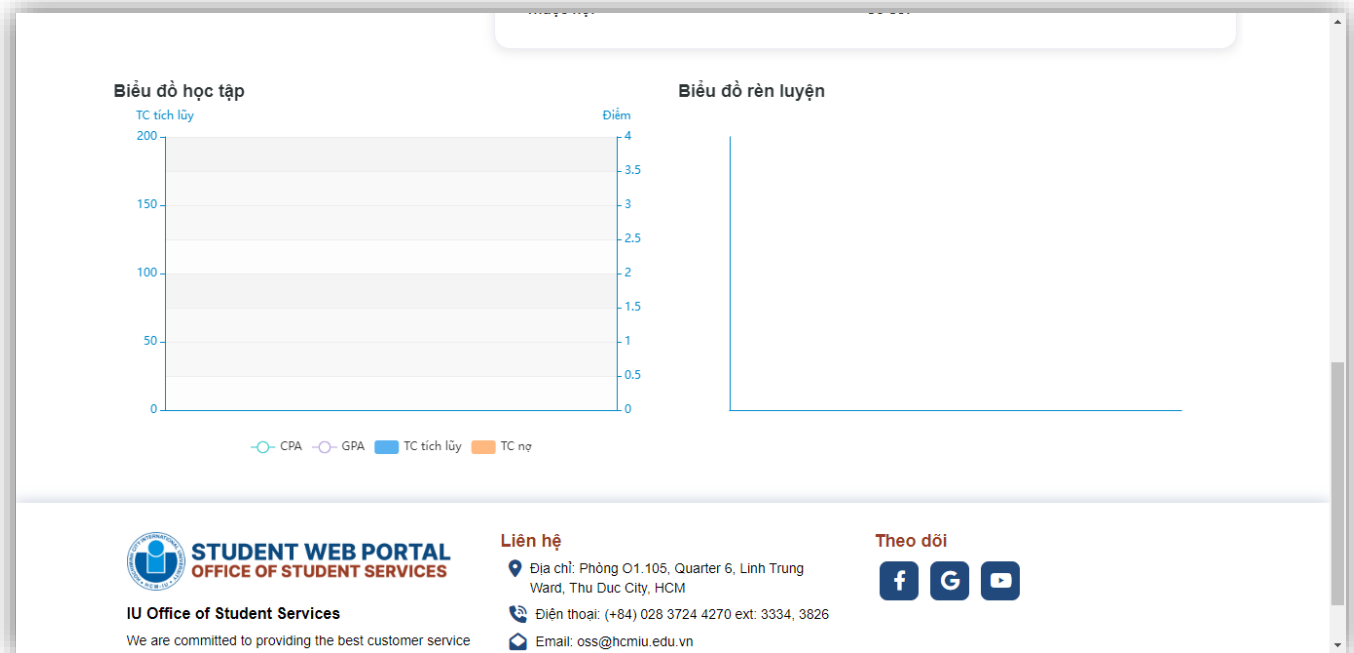 Biểu đồ học tập
Biểu đồ rèn luyện
TC tích lũy
Điểm
200
150
100
50
0
4
3.5
3
2.5
2
1.5
1
0.5
0
CPA GPA TC tích lũy TC nợ
STUDENT WEB PORTAL
OFFICE OF STUDENT SERVICES
IU Office of Student Services
We are committed to providing the best customer service
Liên hệ
Địa chỉ: Phòng O1.105, Quarter 6, Linh Trung
Ward, Thu Duc City, HCM
Điện thoại: (+84) 028 3724 4270 ext: 3334, 3826
Email: oss@hcmiu.edu.vn
Theo dõi